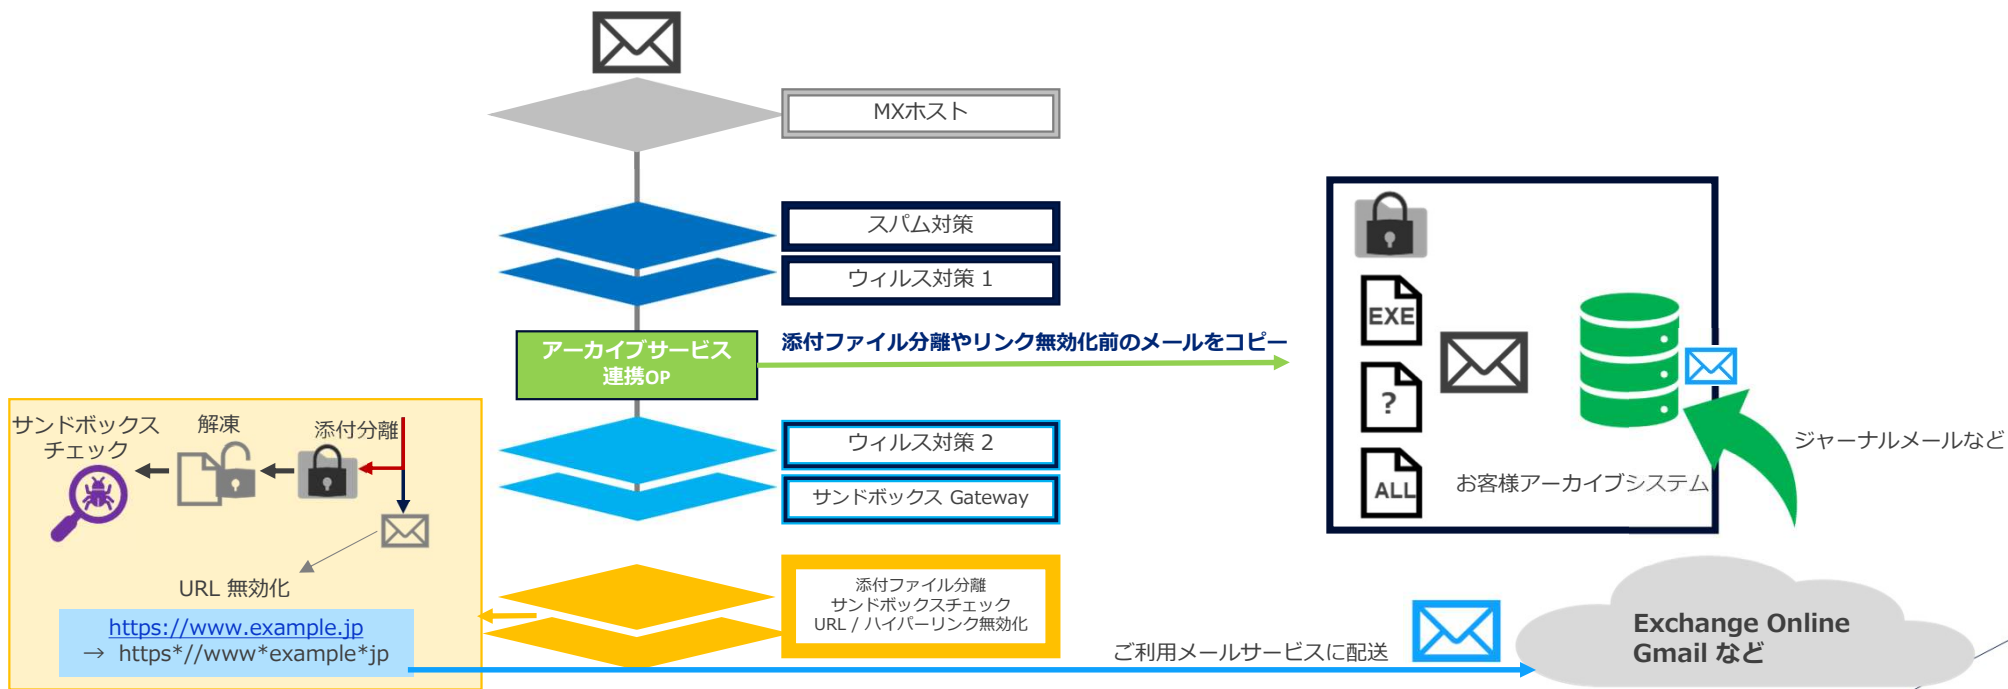 MXホスト
スパム対策
ウィルス対策 1
アーカイブサービス
連携OP
添付ファイル分離やリンク無効化前のメールをコピー
EXE
?
ALL
お客様アーカイブシステム
ジャーナルメールなど
ウィルス対策 2
サンドボックス Gateway
サンドボックス
チェック
解凍
添付分離
URL 無効化
https://www.example.jp
→ https*//www*example*jp
添付ファイル分離
サンドボックスチェック
URL / ハイパーリンク無効化
ご利用メールサービスに配送
Exchange Online
Gmail など